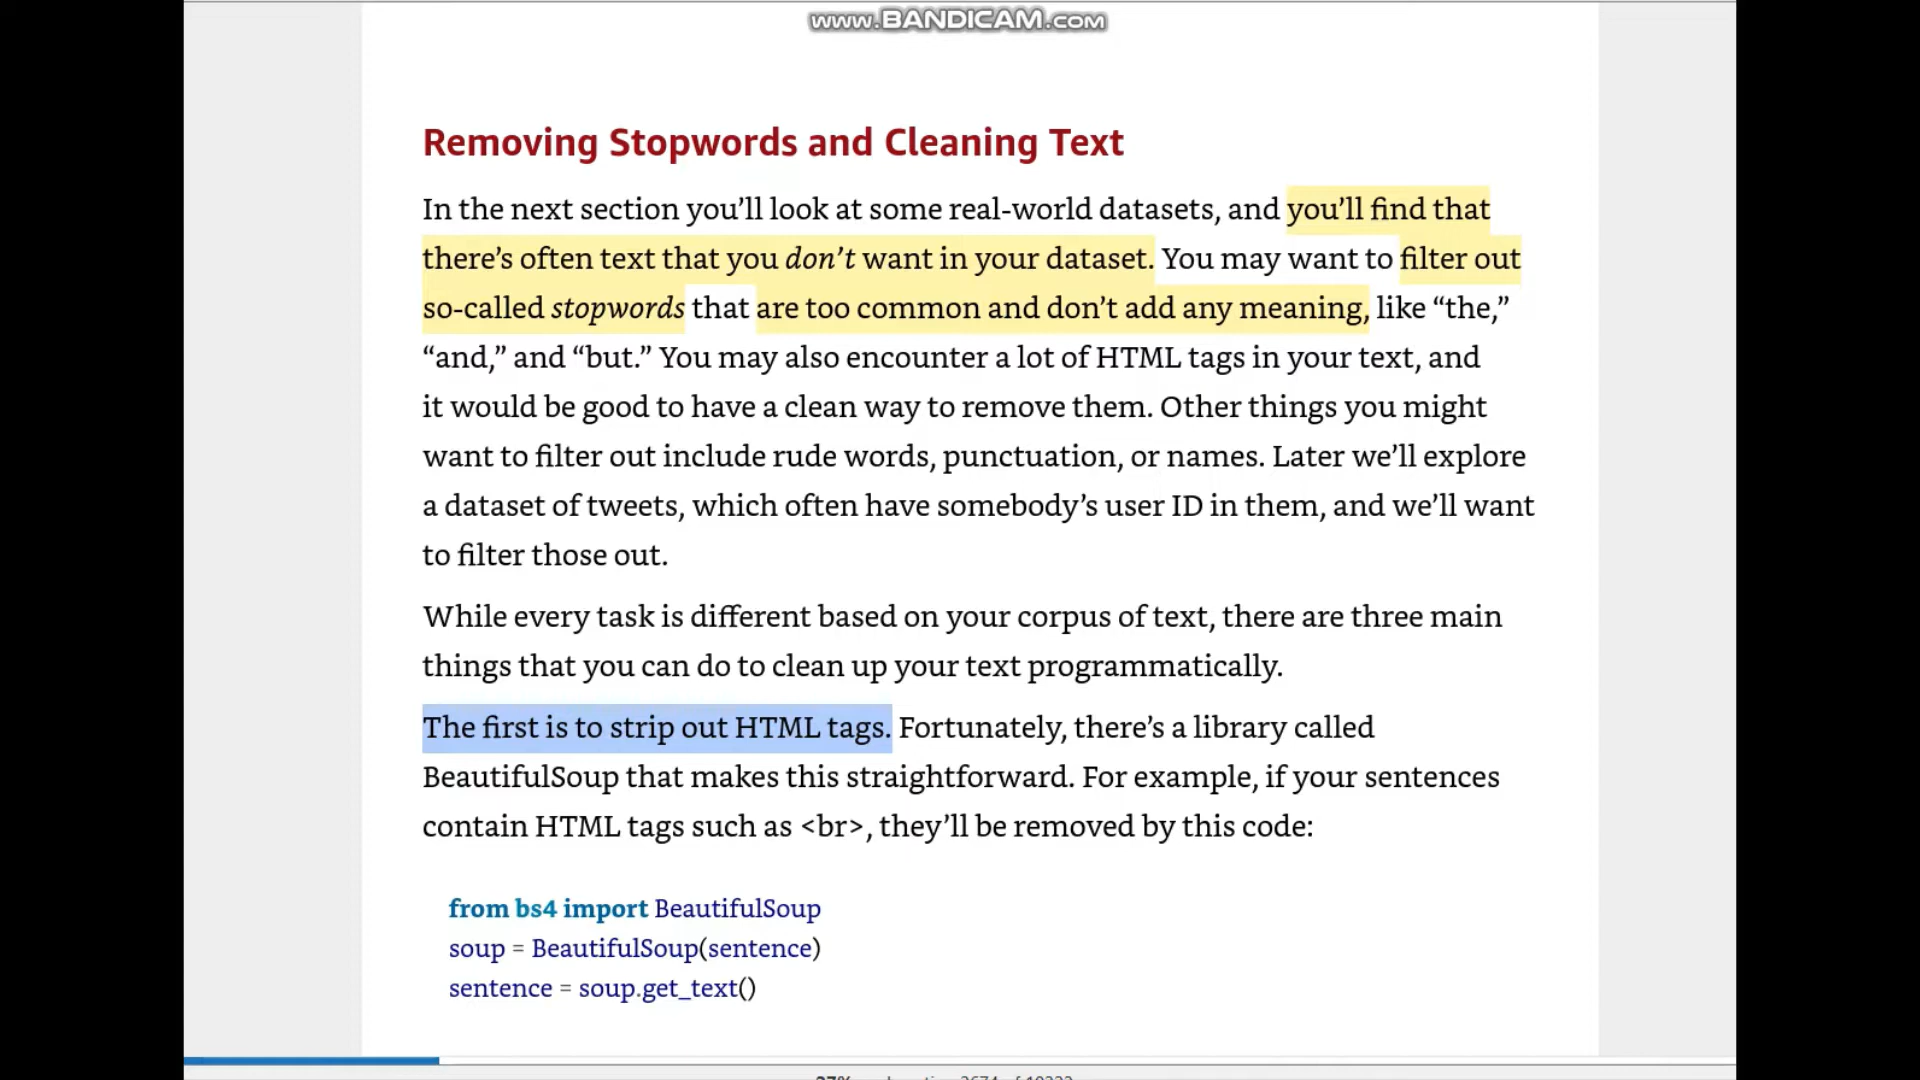 www.BANDICAM.com
Removing Stopwords and Cleaning Text
In the next section you’ll look at some real-world datasets, and you’ll find that
there’s often text that you don’t want in your dataset. You may want to filter out
so-called stopwords that are too common and don’t add any meaning, like “the,”
“and,” and “but.” You may also encounter a lot of HTML tags in your text, and
it would be good to have a clean way to remove them. Other things you might
want to filter out include rude words, punctuation, or names. Later we’ll explore
a dataset of tweets, which often have somebody’s user ID in them, and we’ll want
to filter those out.
While every task is different based on your corpus of text, there are three main
things that you can do to clean up your text programmatically.
The first is to strip out HTML tags. Fortunately, there’s a library called
BeautifulSoup that makes this straightforward. For example, if your sentences
contain HTML tags such as <br>, they’ll be removed by this code:
from bs4 import BeautifulSoup
soup = BeautifulSoup(sentence)
sentence = soup.get_text()